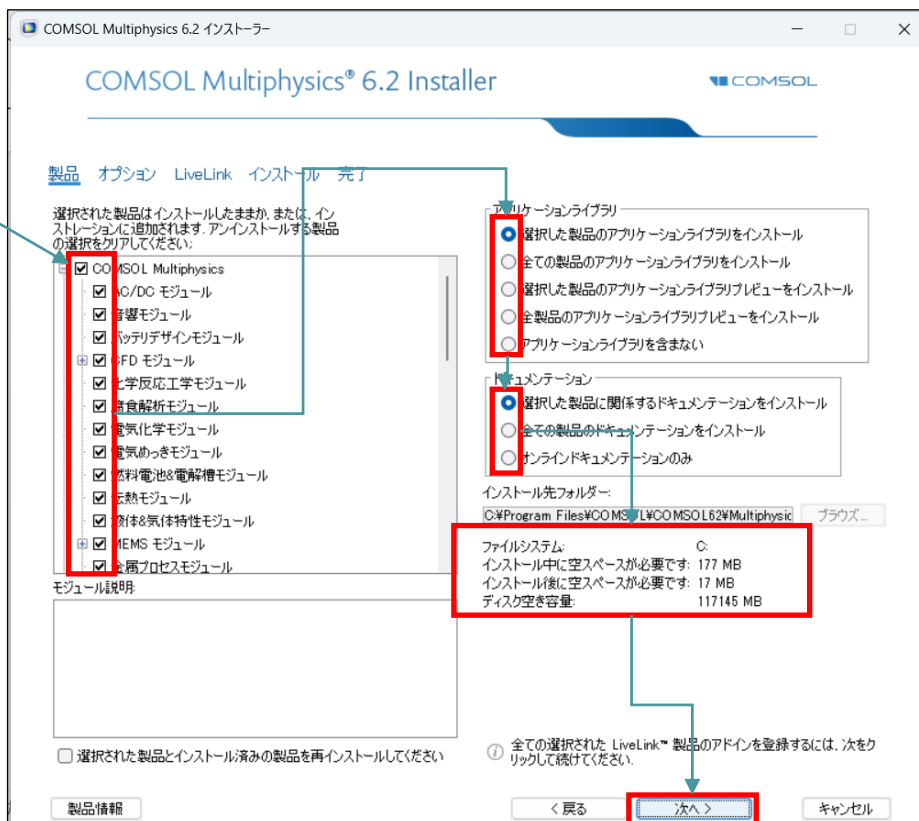 COMSOL Multiphysics 6.2 インストーラー
COMSOL Multiphysics® 6.2 Installer
COMSOL
製品 オプション LiveLink インストール 完了
選択された製品はインストールしたままか、または、イン
ストレーションに追加されます. アンインストールする製品
の選択をクリアしてください:
COMSOL Multiphysics
AC/DC モジュール
音響モジュール
バッテリデザインモジュール
CFD モジュール
化学反応工学モジュール
腐食解析モジュール
電気化学モジュール
電気めっきモジュール
燃料電池&電解槽モジュール
伝熱モジュール
液体&気体特性モジュール
MEMS モジュール
金属プロセスモジュール
モジュール説明:
選択された製品とインストール済みの製品を再インストールしてください
製品情報
アプリケーションライブラリ
選択した製品のアプリケーションライブラリをインストール
全ての製品のアプリケーションライブラリをインストール
選択した製品のアプリケーションライブラリプレビューをインストール
全製品のアプリケーションライブラリプレビューをインストール
アプリケーションライブラリを含まない
ドキュメンテーション
選択した製品に関係するドキュメンテーションをインストール
全ての製品のドキュメンテーションをインストール
オンラインドキュメンテーションのみ
インストール先フォルダー:
C:¥Program Files¥COMSOL¥COMSOL62¥Multiphysic
ブラウズ...
ファイルシステム: C:
インストール中に空スペースが必要です: 177 MB
インストール後に空スペースが必要です: 17 MB
ディスク空き容量: 117145 MB
全ての選択された LiveLink™ 製品のアドインを登録するには、次をク
リックして続けてください.
< 戻る
次へ >
キャンセル